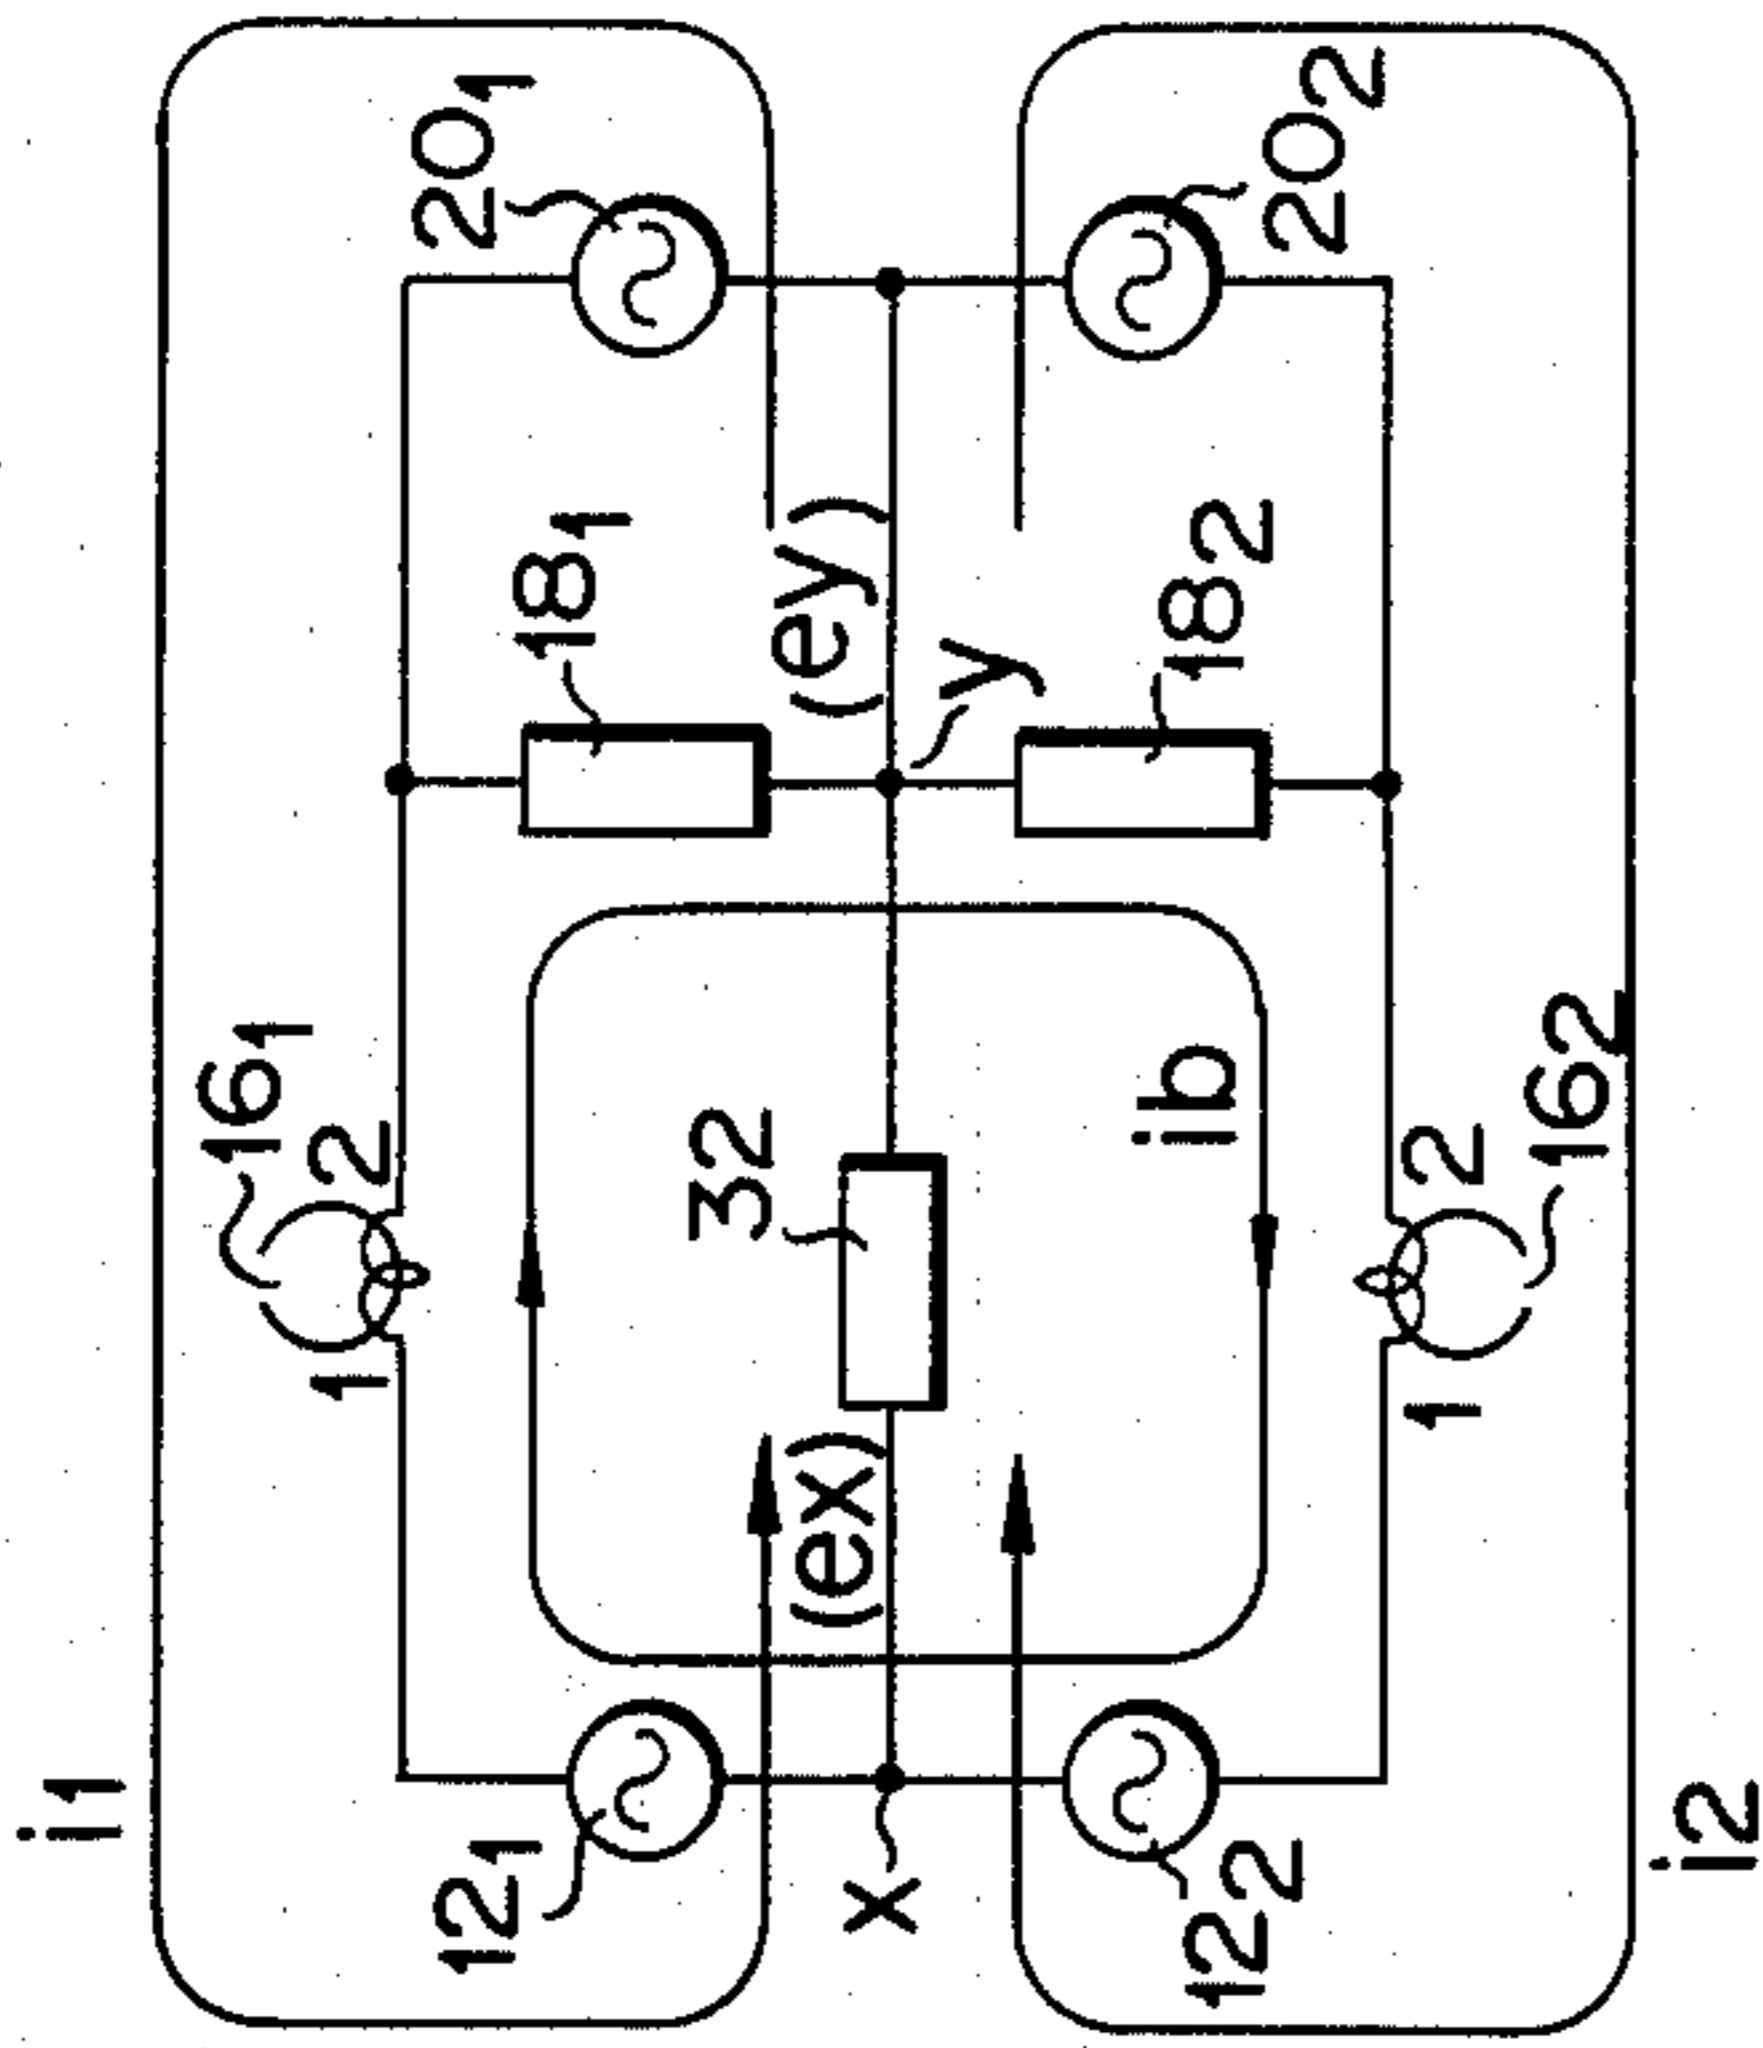 i1
16₁
1 2
12₁
20₁
18₁
32
(ex)
(ey)
x
y
ib
12₂
18₂
20₂
1 2
16₂
i2